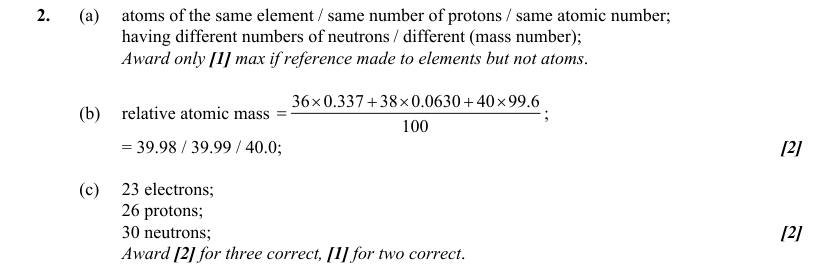 2. (a) atoms of the same element / same number of protons / same atomic number;
having different numbers of neutrons / different (mass number);
Award only [1] max if reference made to elements but not atoms.
(b) relative atomic mass = (36×0.337+38×0.0630+40×99.6)/100;
= 39.98 / 39.99 / 40.0; [2]
(c) 23 electrons;
26 protons;
30 neutrons; [2]
Award [2] for three correct, [1] for two correct.